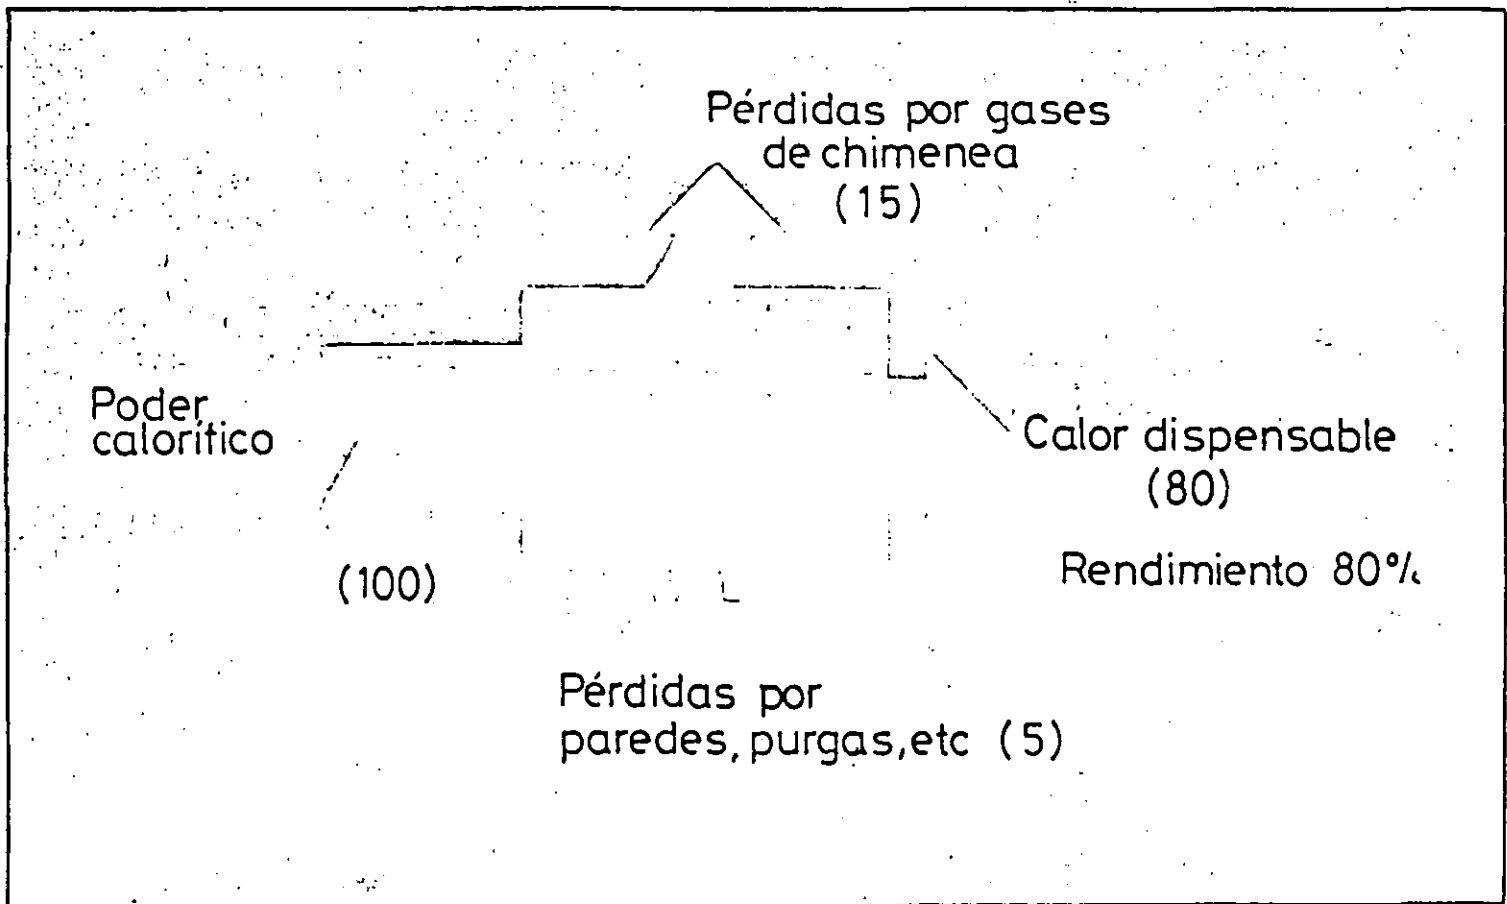 Pérdidas por gases
de chimenea
(15)
Poder
calorítico
Calor dispensable
(80)
(100)
Rendimiento 80%
Pérdidas por
paredes, purgas, etc (5)